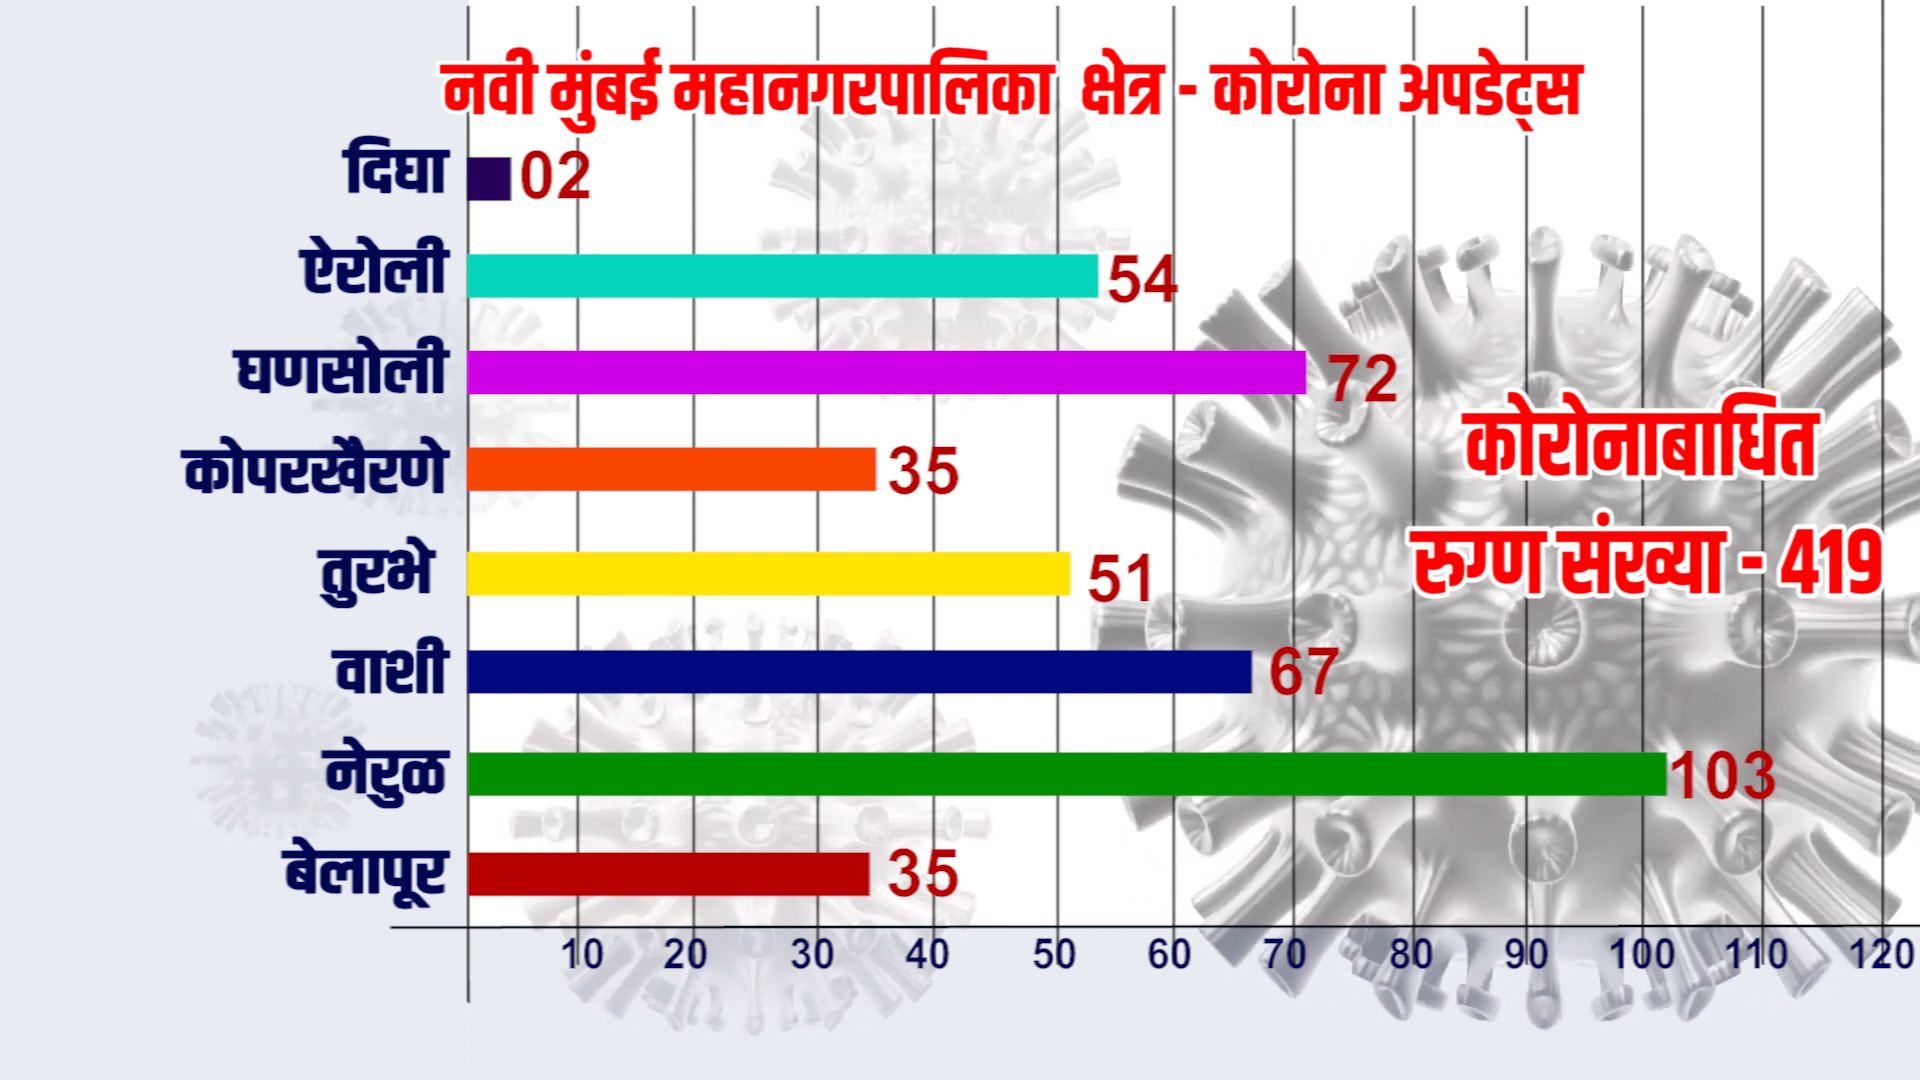 नवी मुंबई महानगरपालिका क्षेत्र - कोरोना अपडेट्स
दिघा 02
ऐरोली 54
घणसोली 72
कोपरखैरणे 35
तुरभे 51
वाशी 67
नेरुळ 103
बेलापूर 35
कोरोनाबाधित
रुग्ण संख्या - 419
10 20 30 40 50 60 70 80 90 100 110 120